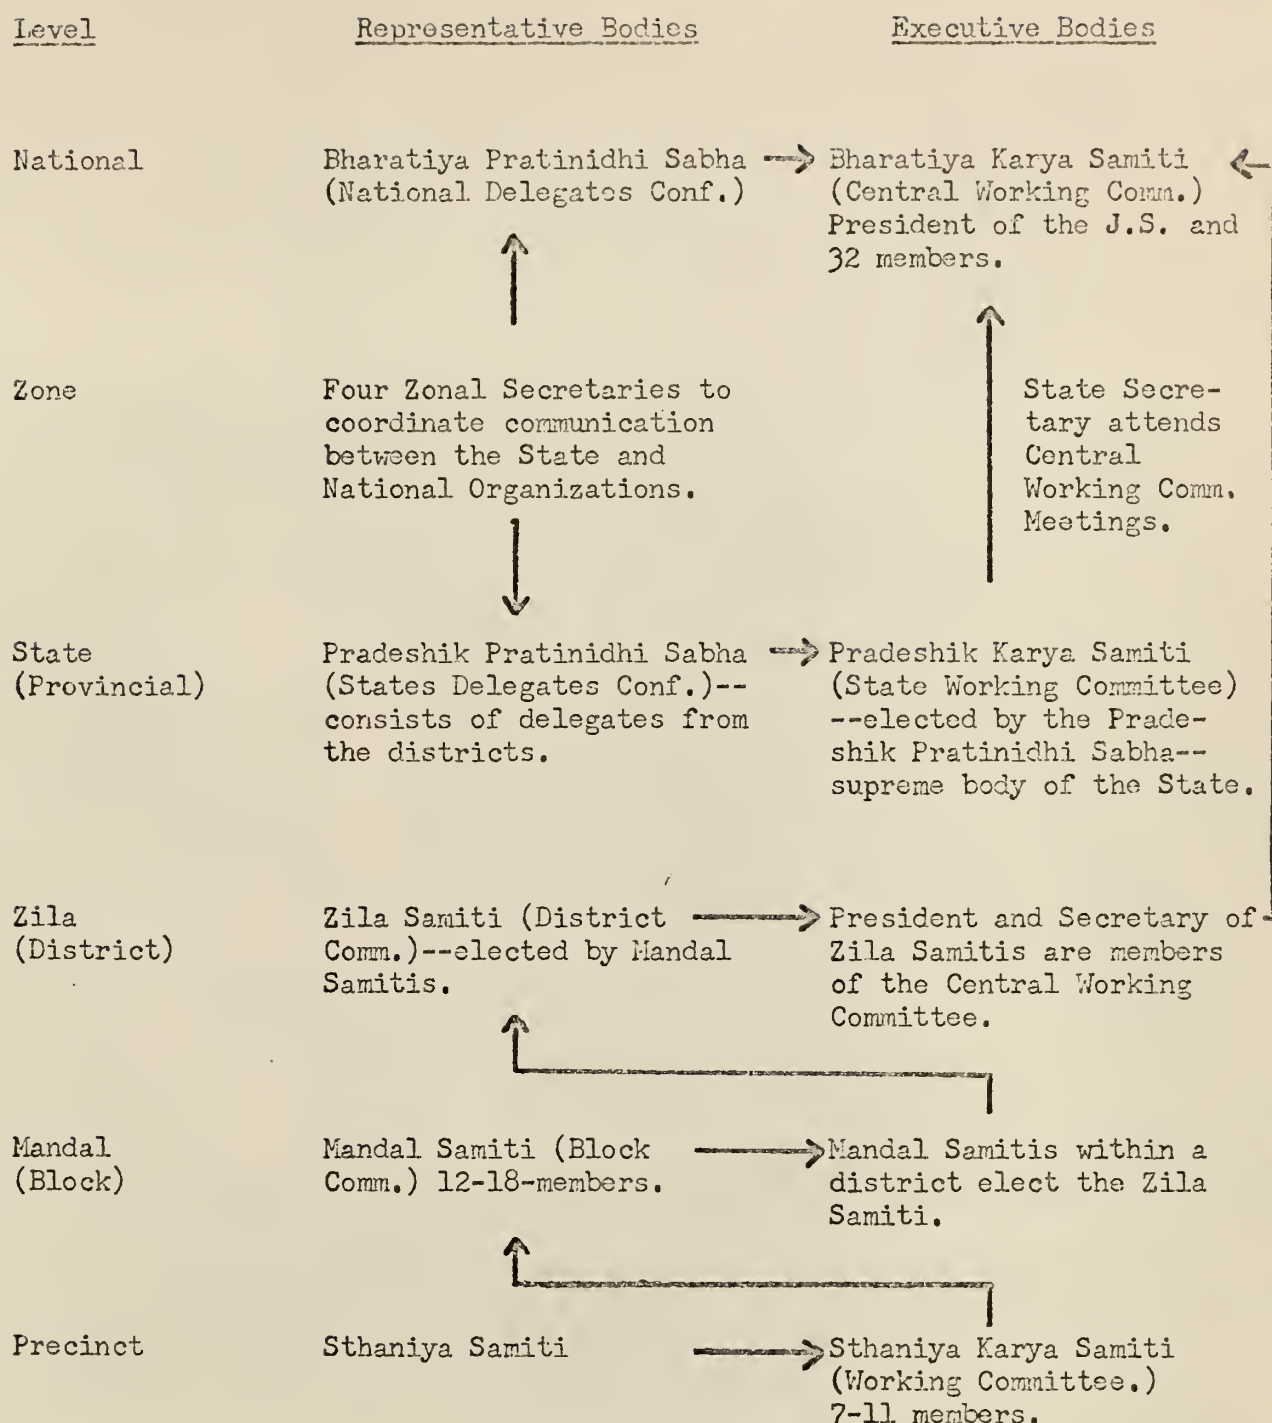 Level Representative Bodies Executive Bodies
National
Bharatiya Pratinidhi Sabha
(National Delegates Conf.)
Bharatiya Karya Samiti
(Central Working Comm.)
President of the J.S. and
32 members.
Zone
Four Zonal Secretaries to
coordinate communication
between the State and
National Organizations.
State Secre-
tary attends
Central
Working Comm.
Meetings.
State
(Provincial)
Pradeshik Pratinidhi Sabha
(States Delegates Conf.)--
consists of delegates from
the districts.
Pradeshik Karya Samiti
(State Working Committee)
--elected by the Prade-
shik Pratinidhi Sabha--
supreme body of the State.
Zila
(District)
Zila Samiti (District
Comm.)--elected by Mandal
Samitis.
President and Secretary of
Zila Samitis are members
of the Central Working
Committee.
Mandal
(Block)
Mandal Samiti (Block
Comm.) 12-18-members.
Mandal Samitis within a
district elect the Zila
Samiti.
Precinct
Sthaniya Samiti
Sthaniya Karya Samiti
(Working Committee.)
7-11 members.